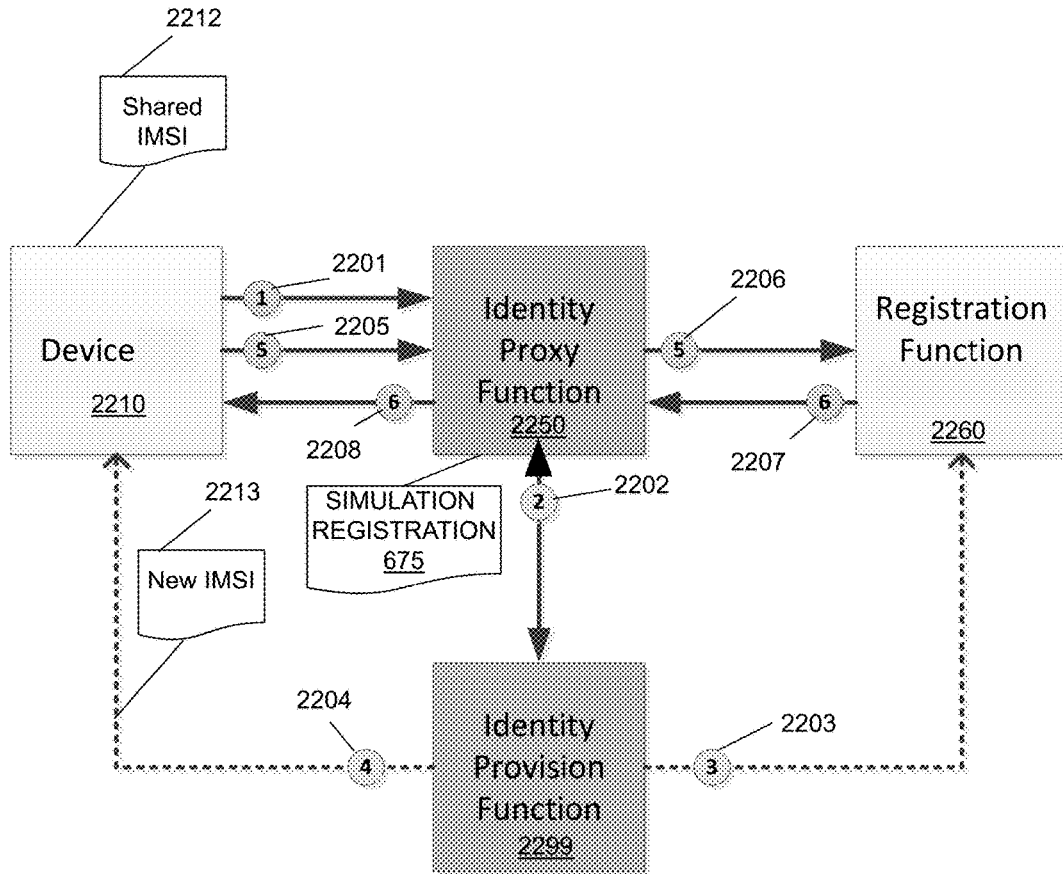 2212
Shared
IMSI
2201
1
2205
5
Device
2210
6
2208
Identity
Proxy
Function
2250
2206
5
6
2207
Registration
Function
2260
2213
New IMSI
SIMULATION
REGISTRATION
675
2
2202
2204
4
Identity
Provision
Function
2299
2203
3